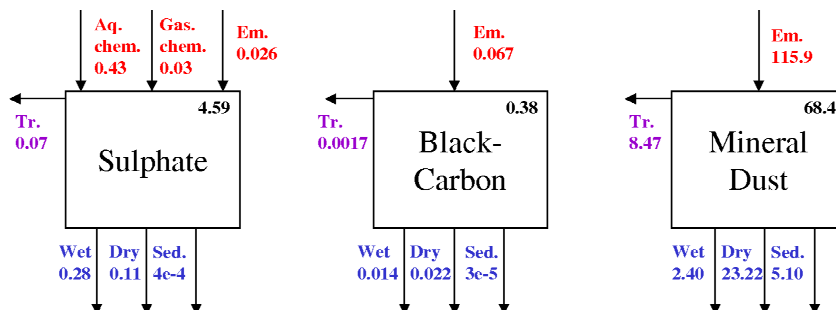 Aq.
chem.
0.43
Gas.
chem.
0.03
Em.
0.026
4.59
Tr.
0.07
Sulphate
Wet
0.28
Dry
0.11
Sed.
4e-4
Em.
0.067
0.38
Tr.
0.0017
Black-
Carbon
Wet
0.014
Dry
0.022
Sed.
3e-5
Em.
115.9
68.4
Tr.
8.47
Mineral
Dust
Wet
2.40
Dry
23.22
Sed.
5.10